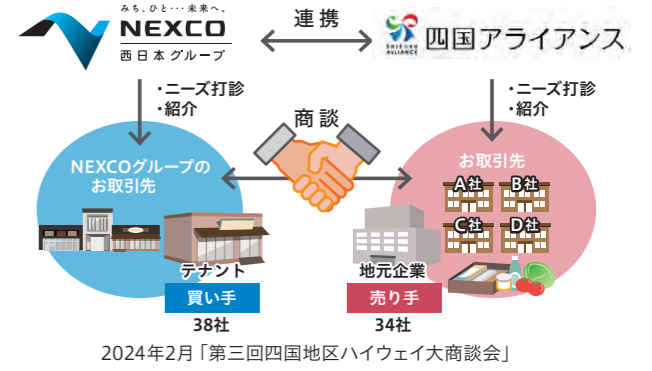 みち、ひと･･･未来へ。
NEXCO
西日本グループ
連携
SHIKOKU
ALLIANCE
四国アライアンス
・ニーズ打診
・紹介
・ニーズ打診
・紹介
商談
NEXCOグループの
お取引先
お取引先
A社
B社
C社
D社
テナント
買い手
38社
地元企業
売り手
34社
2024年2月「第三回四国地区ハイウェイ大商談会」